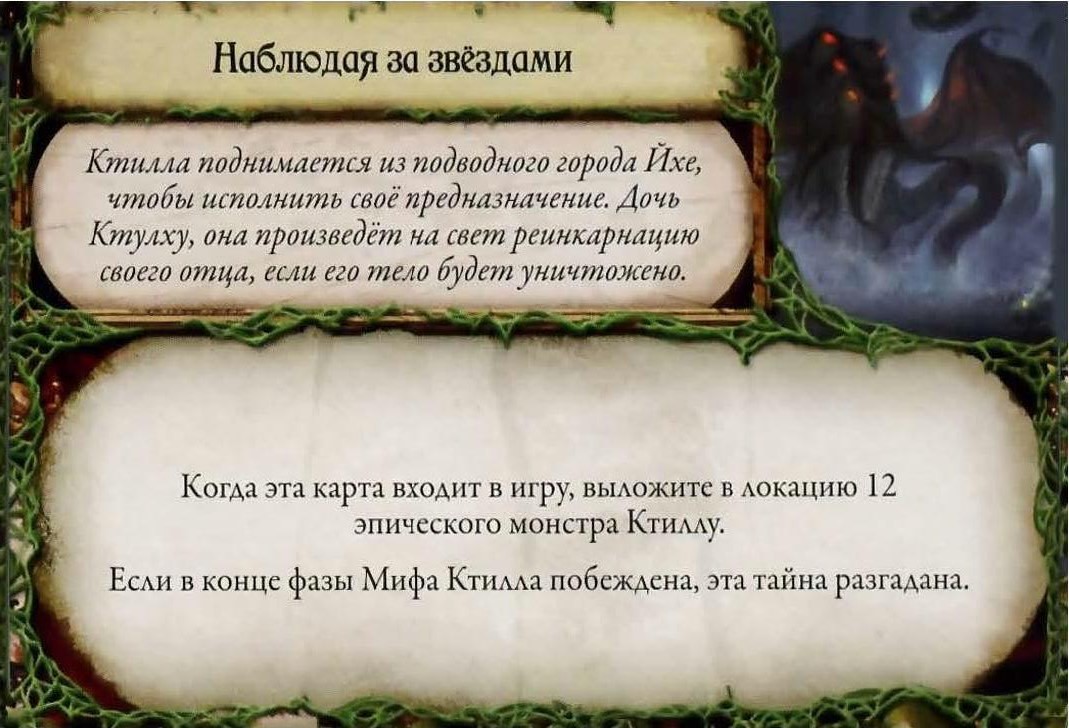 Наблюдая за звёздами
Ктилла поднимается из подводного города Йхе,
чтобы исполнить своё предназначение. Дочь
Ктулху, она произведёт на свет реинкарнацию
своего отца, если его тело будет уничтожено.
Когда эта карта входит в игру, выложите в локацию 12
эпического монстра Ктиллу.
Если в конце фазы Мифа Ктилла побеждена, эта тайна разгадана.